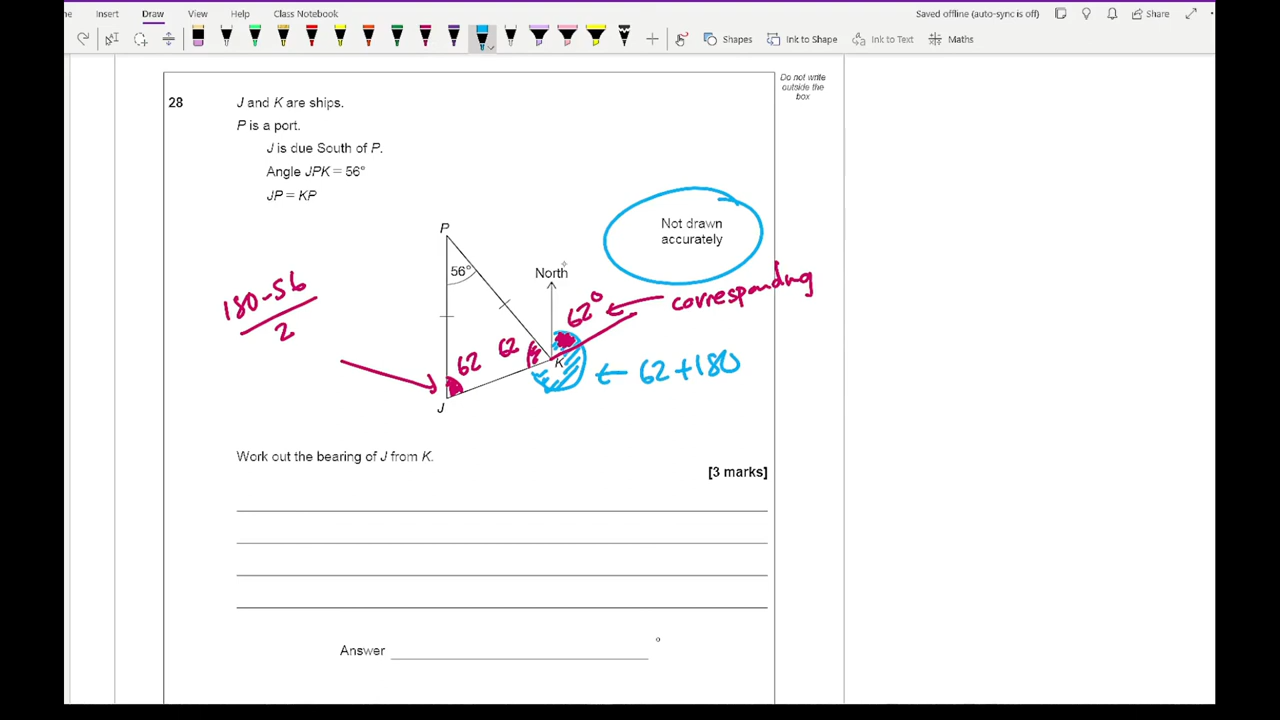 me Insert Draw View Help Class Notebook Saved offline (auto-sync is off) Share
Shapes Ink to Shape Ink to Text Maths
Do not write
outside the
box
28 J and K are ships.
P is a port.
J is due South of P.
Angle JPK = 56°
JP = KP
Not drawn
accurately
P
56°
North
180-56
2
62° ← corresponding
62
62
K
← 62+180
J
Work out the bearing of J from K.
[3 marks]
Answer °